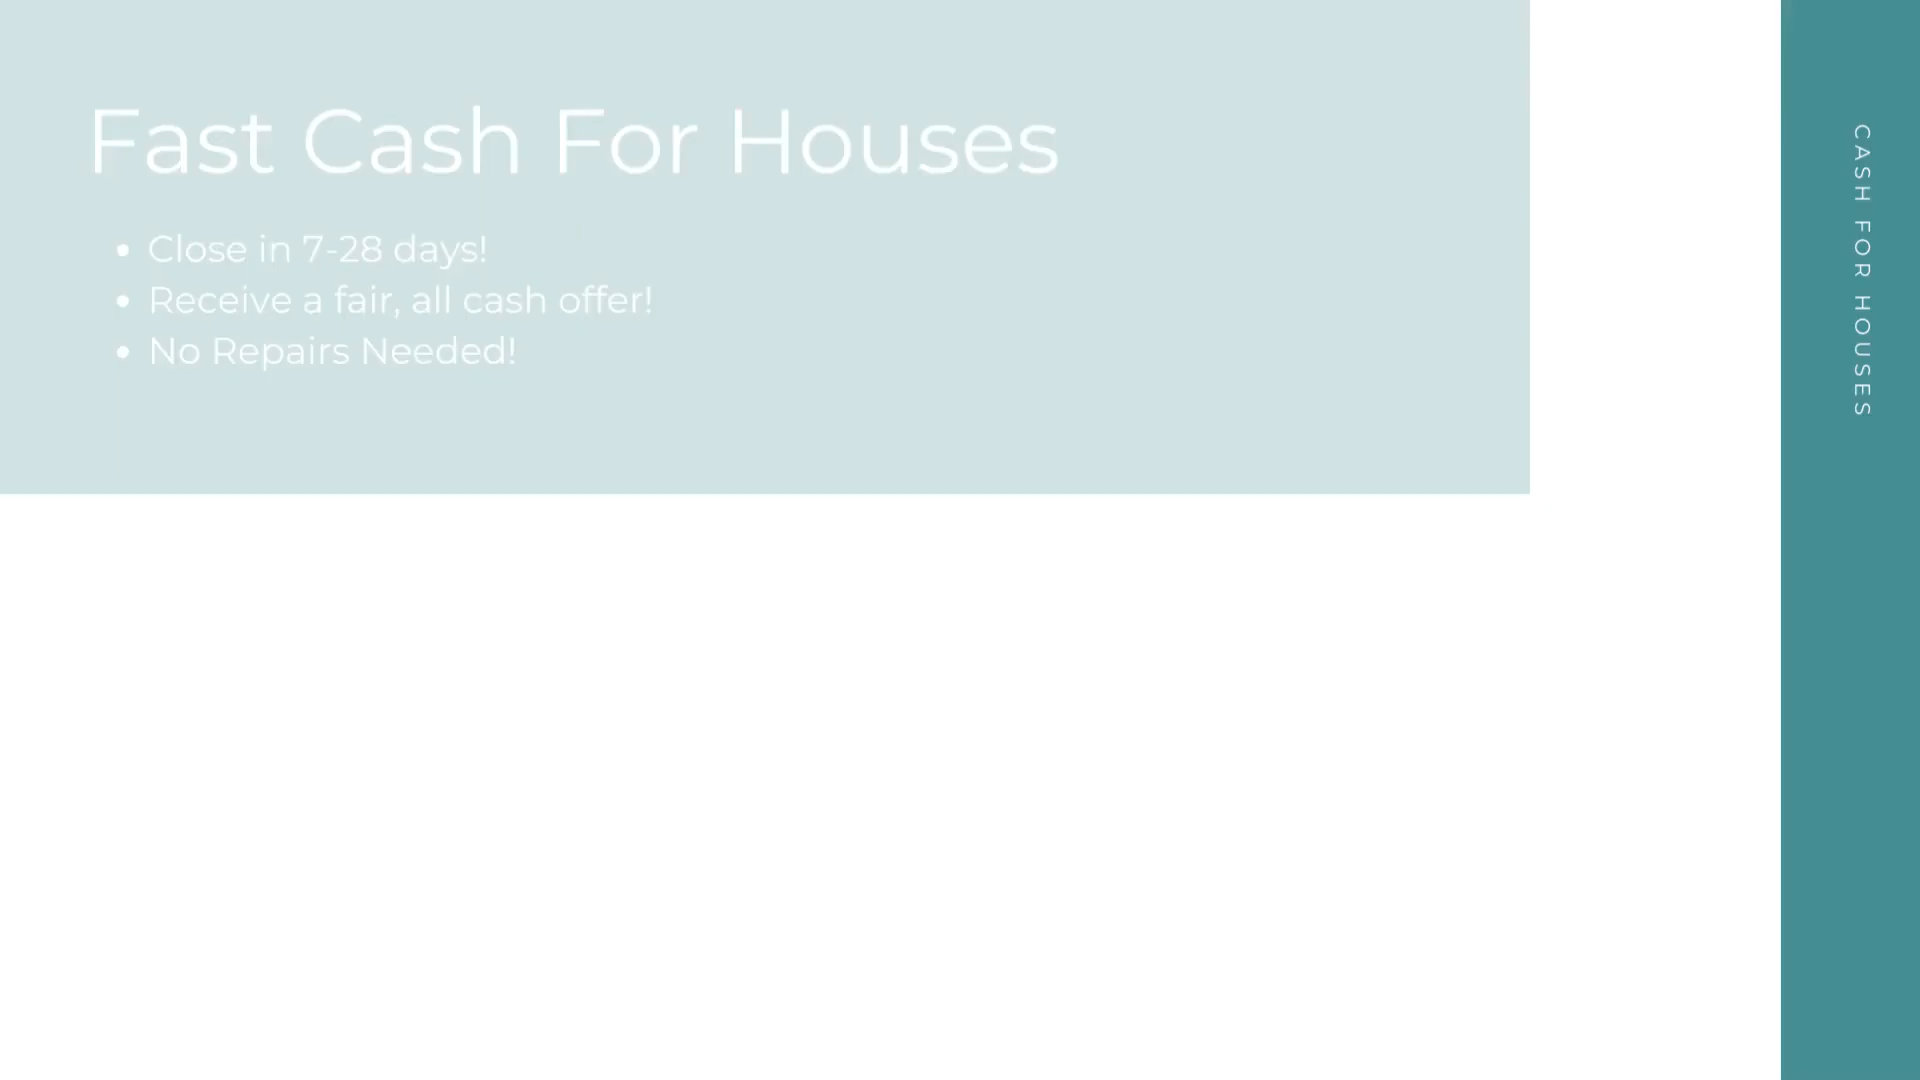 Fast Cash For Houses
• Close in 7-28 days!
• Receive a fair, all cash offer!
• No Repairs Needed!
CASH FOR HOUSES